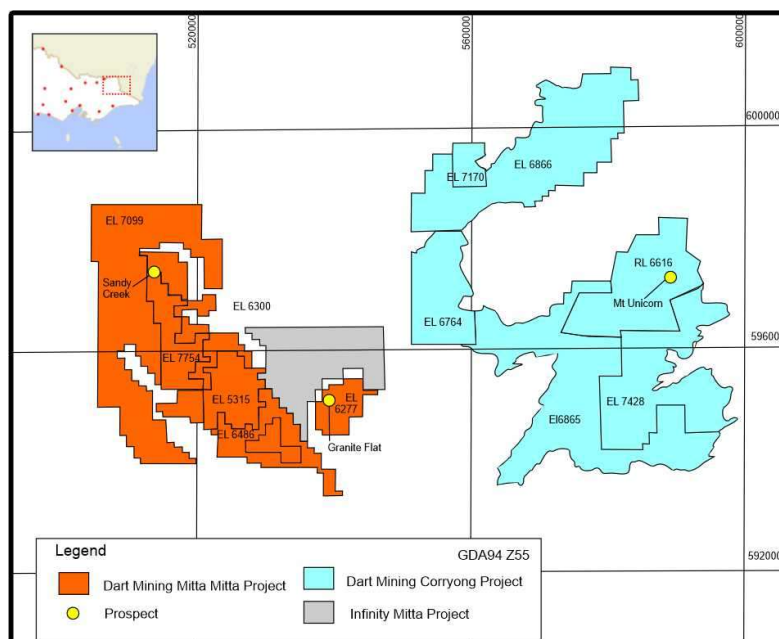 520000
560000
600000
600000
EL 7170
EL 6866
EL 7099
RL 6616
Sandy
Creek
Mt Unicorn
EL 6300
EL 6764
59600
EL 7754
EL 5315
EL
6277
EL 7428
El6865
EL 6486
Granite Flat
592000
Legend
GDA94 Z55
Dart Mining Mitta Mitta Project
Dart Mining Corryong Project
Prospect
Infinity Mitta Project